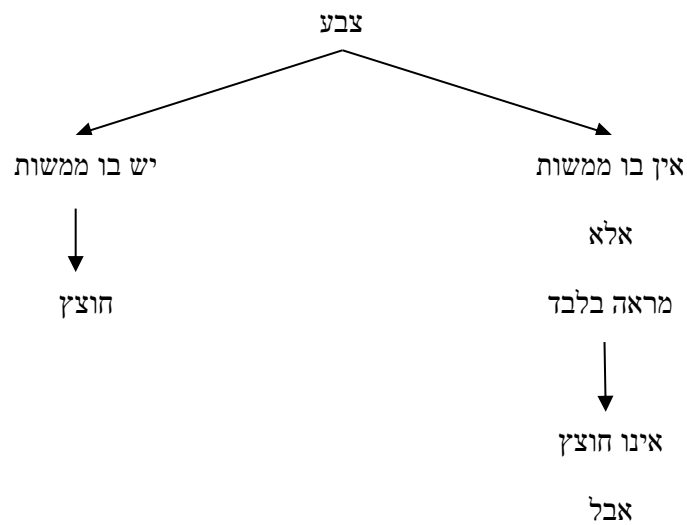 צבע
אין בו ממשות
יש בו ממשות
אלא
מראה בלבד
חוצץ
אינו חוצץ
אבל